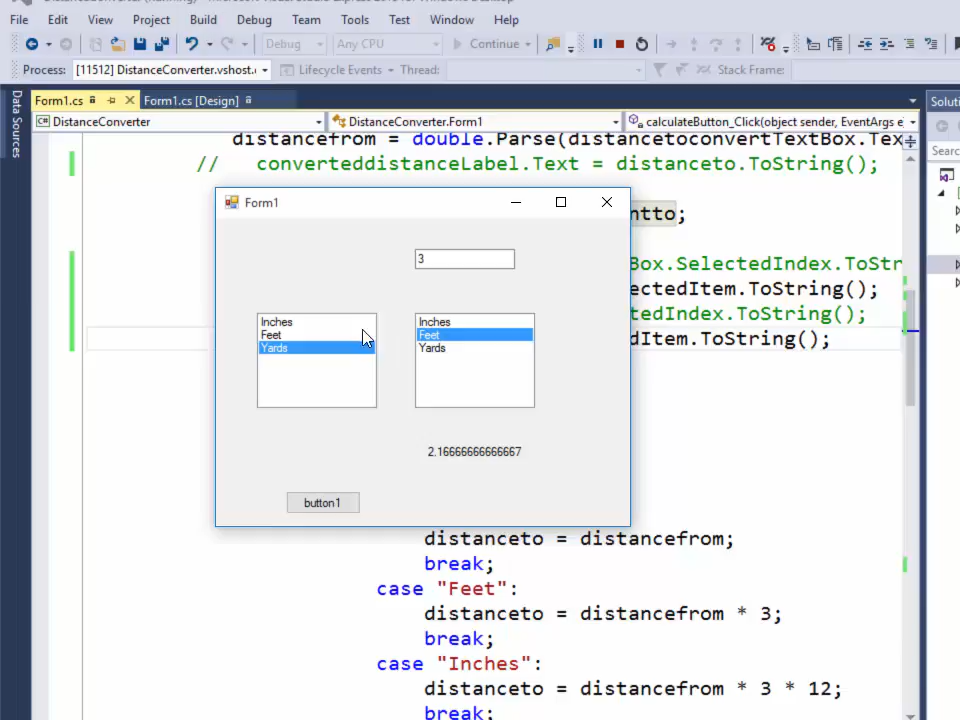 File Edit View Project Build Debug Team Tools Test Window Help
Debug Any CPU Continue
Process: [11512] DistanceConverter.vshost. Lifecycle Events Thread: Stack Frame:
Data Sources
Form1.cs Form1.cs [Design] Soluti
DistanceConverter DistanceConverter.Form1 calculateButton_Click(object sender, EventArgs e
Searc
distancefrom = double.Parse(distancetoconvertTextBox.Tex
// converteddistanceLabel.Text = distanceto.ToString();
Form1
ntto;
3
Box.SelectedIndex.ToStr
ectedItem.ToString();
tedIndex.ToString();
dItem.ToString();
Inches
Feet
Yards
Inches
Feet
Yards
2.16666666666667
button1
distanceto = distancefrom;
break;
case "Feet":
distanceto = distancefrom * 3;
break;
case "Inches":
distanceto = distancefrom * 3 * 12;
break;